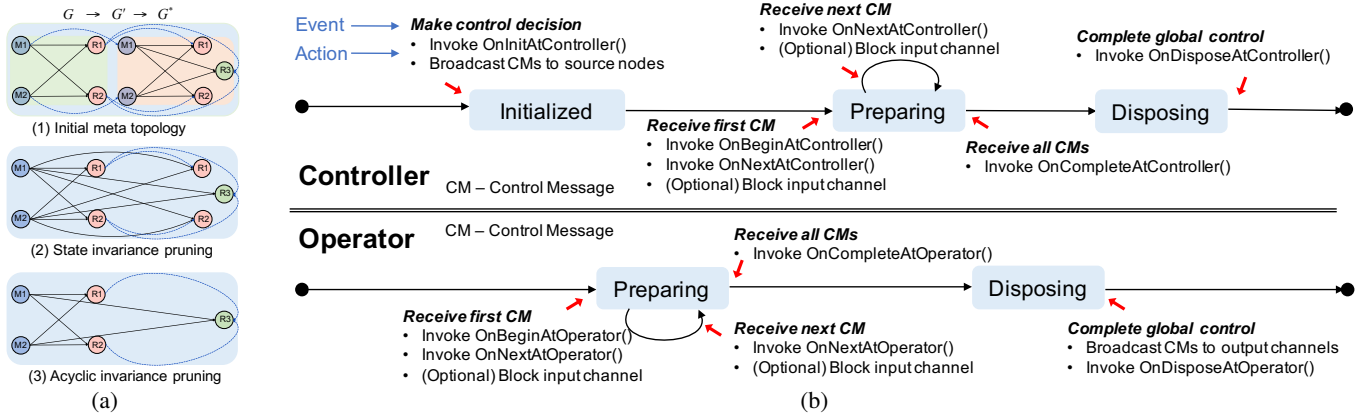 G → G′ → G*
M1 R1 M1 R1
R3
M2 R2 M2 R2
(1) Initial meta topology
M1 R1 R1
R3
M2 R2 R2
(2) State invariance pruning
M1 R1
R3
M2 R2
(3) Acyclic invariance pruning
(a)
Event
Action
Make control decision
• Invoke OnInitAtController()
• Broadcast CMs to source nodes
Receive next CM
• Invoke OnNextAtController()
• (Optional) Block input channel
Complete global control
• Invoke OnDisposeAtController()
Initialized
Preparing
Disposing
Receive first CM
• Invoke OnBeginAtController()
• Invoke OnNextAtController()
• (Optional) Block input channel
Receive all CMs
• Invoke OnCompleteAtController()
Controller
CM – Control Message
Operator
CM – Control Message
Receive all CMs
• Invoke OnCompleteAtOperator()
Preparing
Disposing
Receive first CM
• Invoke OnBeginAtOperator()
• Invoke OnNextAtOperator()
• (Optional) Block input channel
Receive next CM
• Invoke OnNextAtOperator()
• (Optional) Block input channel
Complete global control
• Broadcast CMs to output channels
• Invoke OnDisposeAtOperator()
(b)